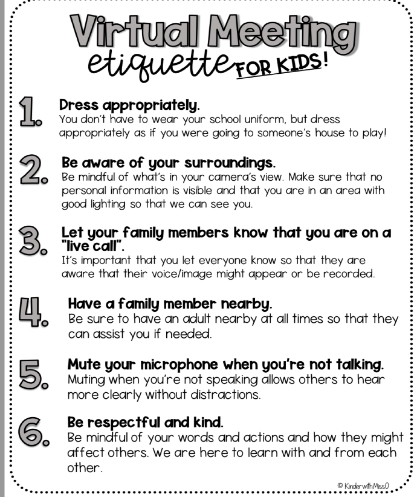 Virtual Meeting
etiquette FOR KIDS!
1. Dress appropriately.
You don't have to wear your school uniform, but dress
appropriately as if you were going to someone's house to play!
2. Be aware of your surroundings.
Be mindful of what's in your camera's view. Make sure that no
personal information is visible and that you are in an area with
good lighting so that we can see you.
3. Let your family members know that you are on a
"live call".
It's important that you let everyone know so that they are
aware that their voice/image might appear or be recorded.
4. Have a family member nearby.
Be sure to have an adult nearby at all times so that they
can assist you if needed.
5. Mute your microphone when you're not talking.
Muting when you're not speaking allows others to hear
more clearly without distractions.
6. Be respectful and kind.
Be mindful of your words and actions and how they might
affect others. We are here to learn with and from each
other.
© KinderwithMissO